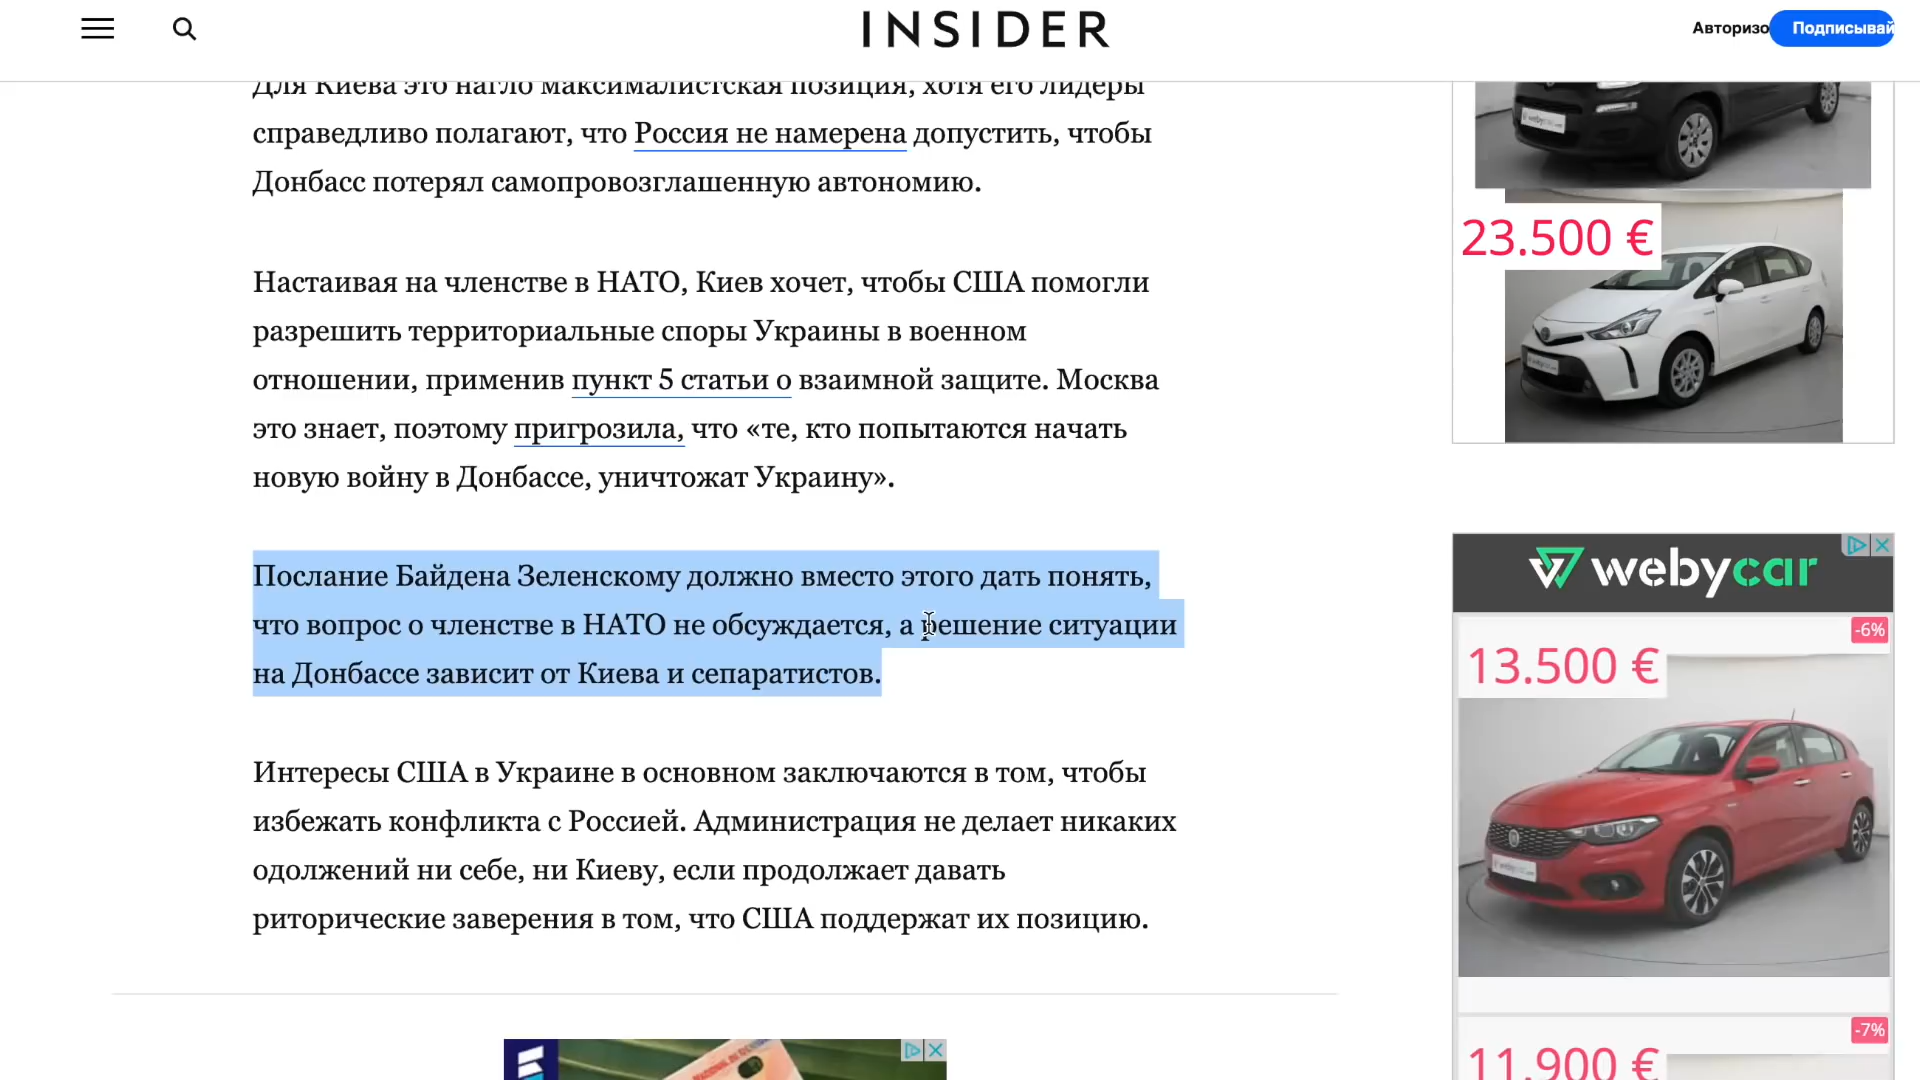 INSIDER
Авторизо
Подписывай
Для Киева это нагло максималистская позиция, хотя его лидеры
справедливо полагают, что Россия не намерена допустить, чтобы
Донбасс потерял самопровозглашенную автономию.
Настаивая на членстве в НАТО, Киев хочет, чтобы США помогли
разрешить территориальные споры Украины в военном
отношении, применив пункт 5 статьи о взаимной защите. Москва
это знает, поэтому пригрозила, что «те, кто попытаются начать
новую войну в Донбассе, уничтожат Украину».
Послание Байдена Зеленскому должно вместо этого дать понять,
что вопрос о членстве в НАТО не обсуждается, а решение ситуации
на Донбассе зависит от Киева и сепаратистов.
Интересы США в Украине в основном заключаются в том, чтобы
избежать конфликта с Россией. Администрация не делает никаких
одолжений ни себе, ни Киеву, если продолжает давать
риторические заверения в том, что США поддержат их позицию.
23.500 €
webycar
-6%
13.500 €
-7%
11.900 €